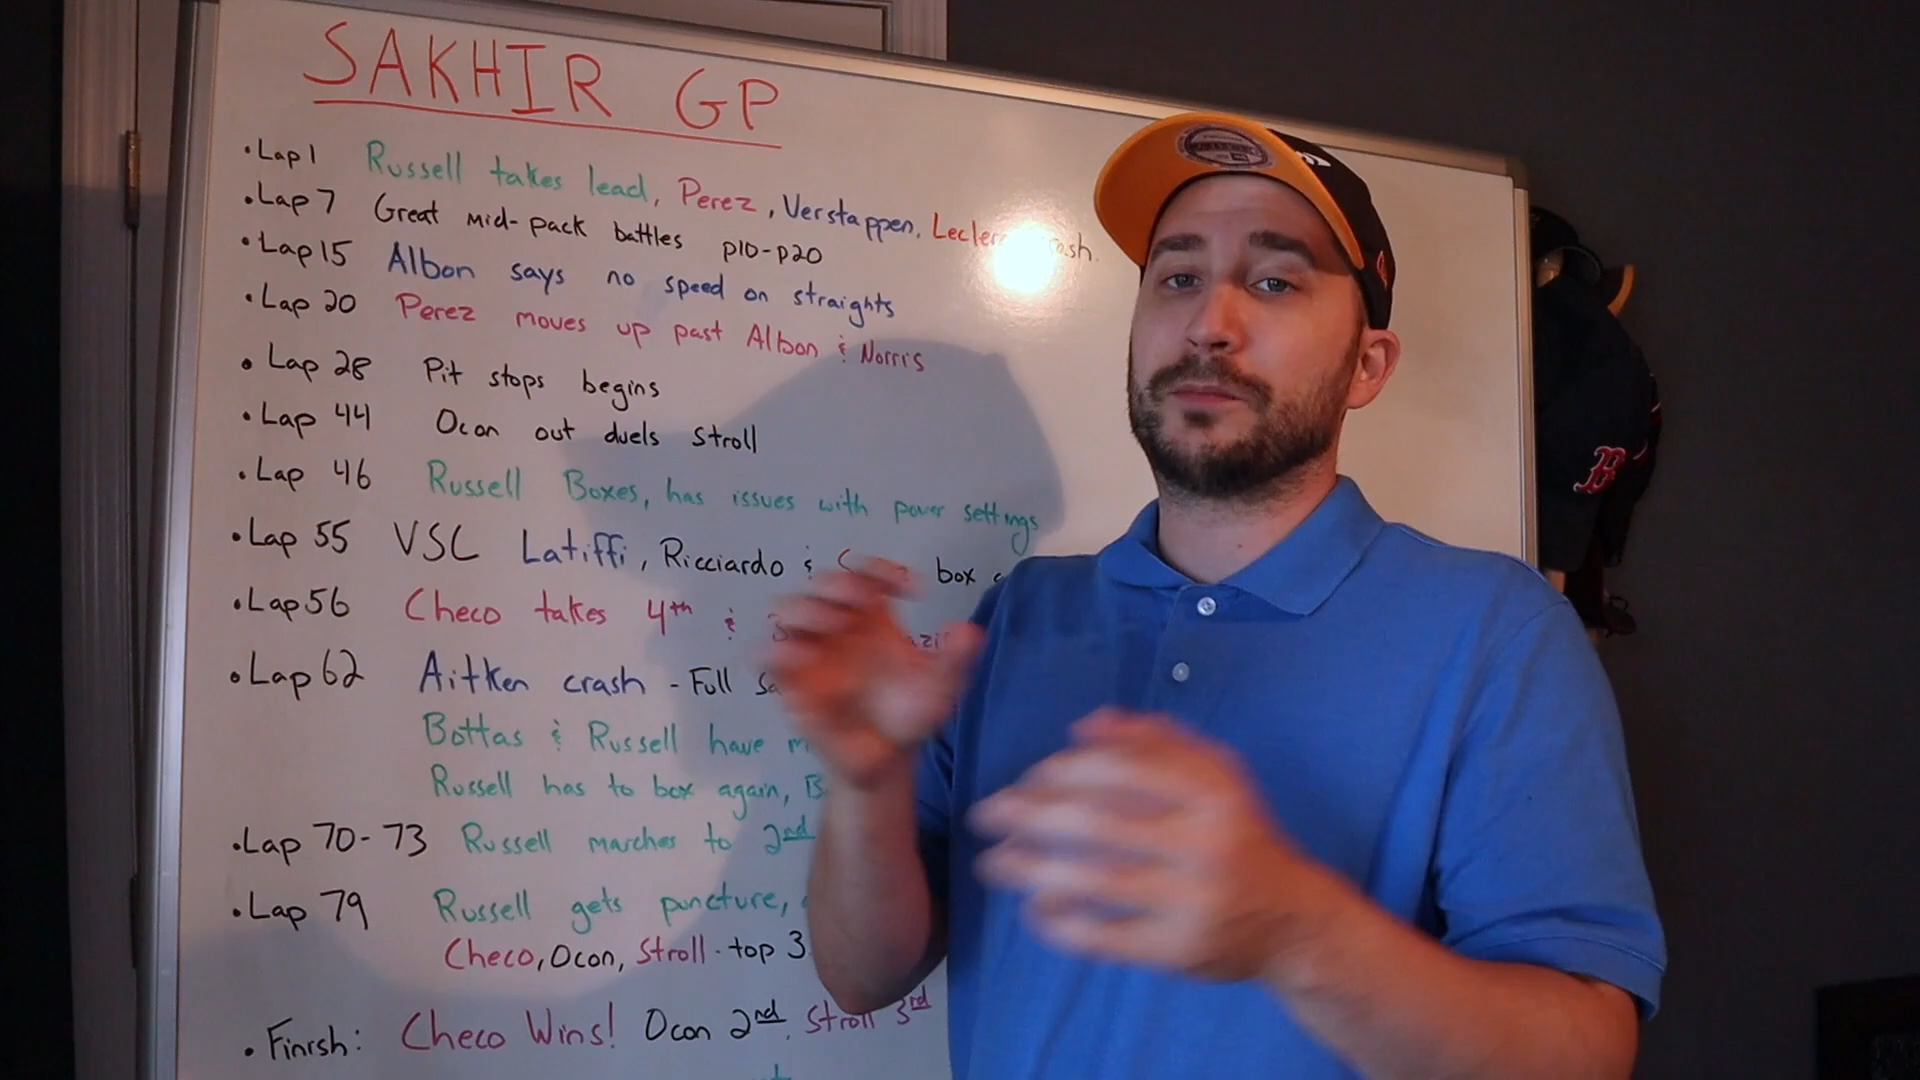 SAKHIR GP
• Lap 1 Russell takes lead, Perez, Verstappen, Lecler
• Lap 7 Great mid-pack battles p10-p20
• Lap 15 Albon says no speed on straights
• Lap 20 Perez moves up past Albon & Norris
• Lap 28 Pit stops begins
• Lap 44 Ocon out duels Stroll
• Lap 46 Russell Boxes, has issues with power settings
• Lap 55 VSC Latiffi, Ricciardo & box
• Lap 56 Checo takes 4th &
• Lap 62 Aitken crash - Full
Bottas & Russell have
Russell has to box again,
• Lap 70-73 Russell marches to 2nd
• Lap 79 Russell gets puncture,
Checo, Ocon, Stroll - top 3
• Finish: Checo Wins! Ocon 2nd, Stroll 3rd
B